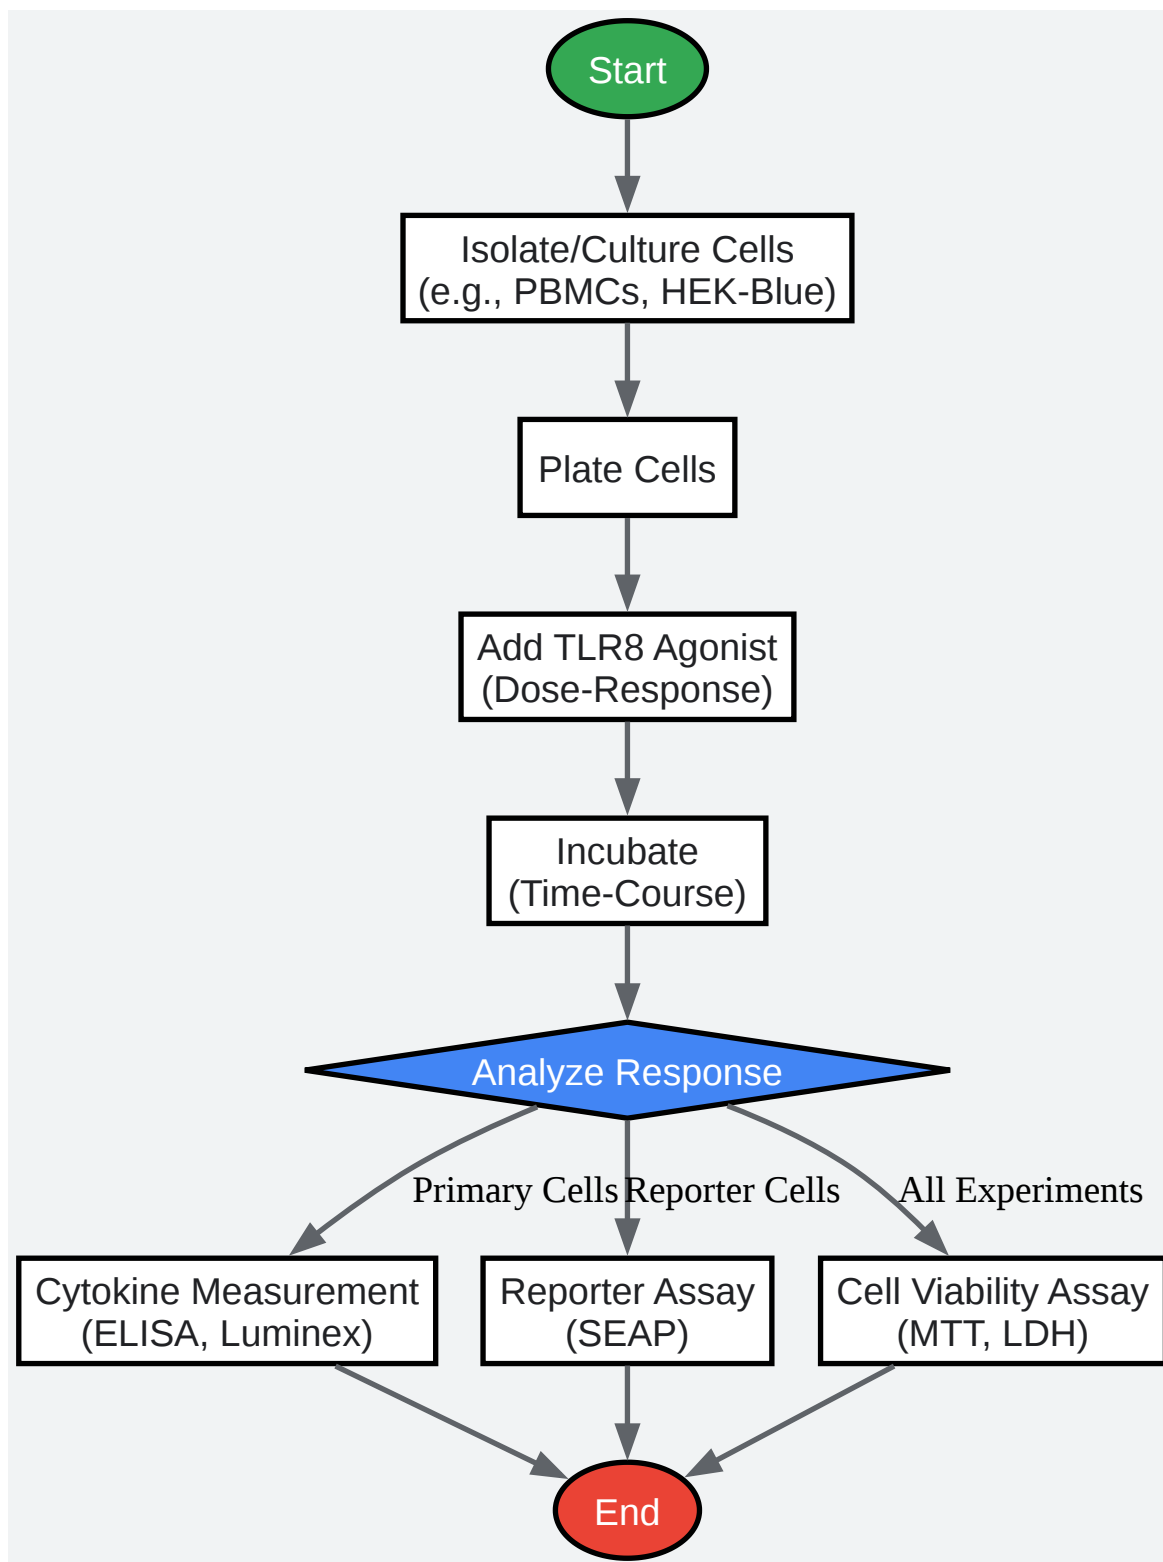 Start
Isolate/Culture Cells
(e.g., PBMCs, HEK-Blue)
Plate Cells
Add TLR8 Agonist
(Dose-Response)
Incubate
(Time-Course)
Analyze Response
Primary Cells
Reporter Cells
All Experiments
Cytokine Measurement
(ELISA, Luminex)
Reporter Assay
(SEAP)
Cell Viability Assay
(MTT, LDH)
End